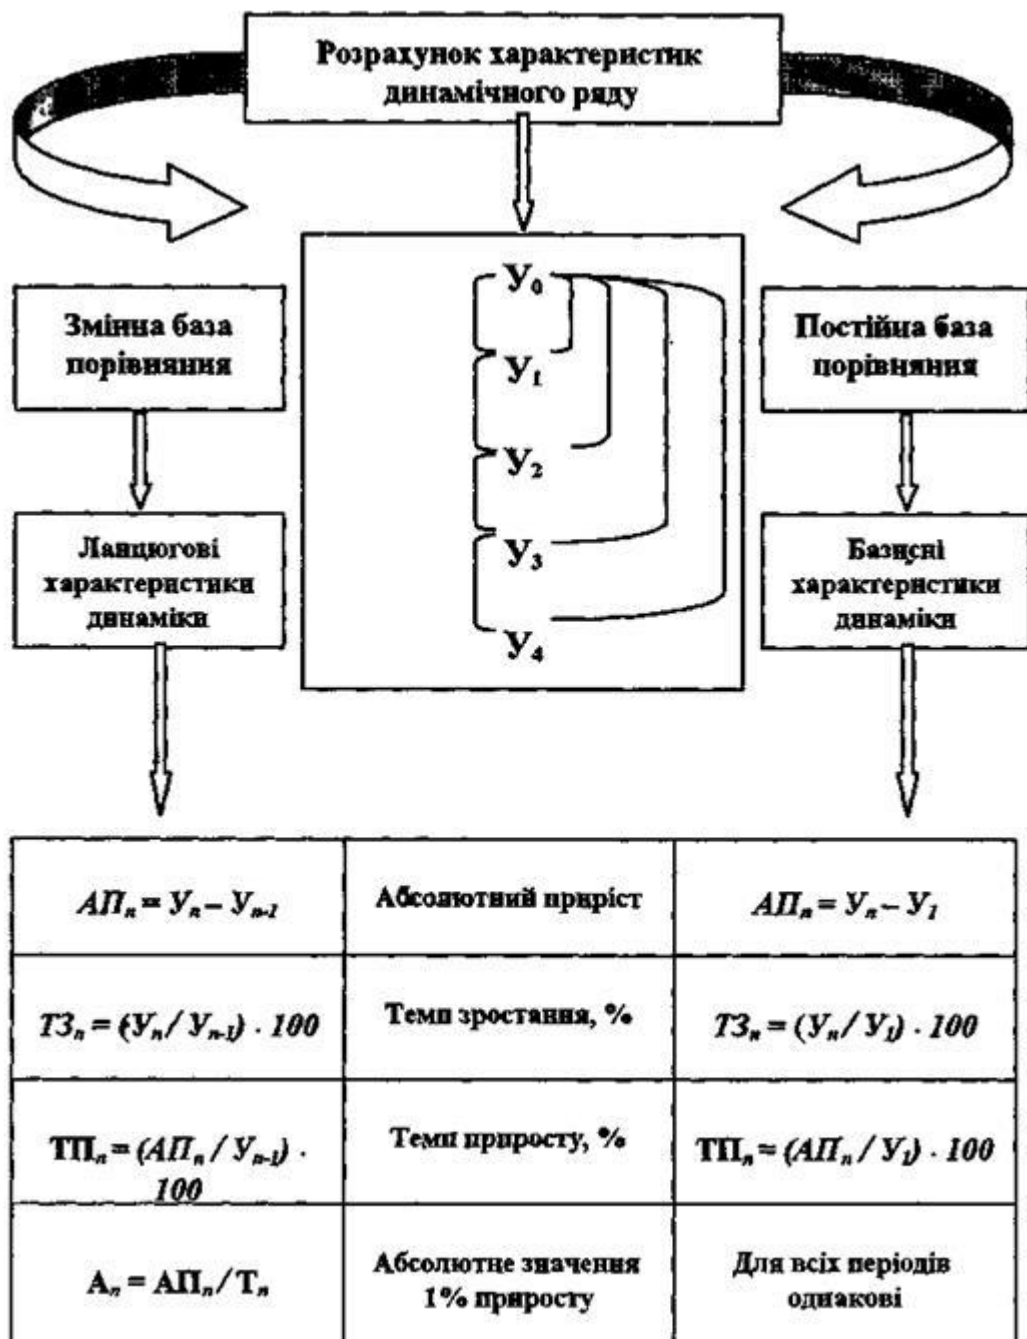 Розрахунок характеристик
динамічного ряду
Змінна база
порівняння
Ланцюгові
характеристики
динаміки
У₀
У₁
У₂
У₃
У₄
Постійна база
порівняння
Базисні
характеристики
динаміки
АПₙ = Уₙ – Уₙ₋₁
Абсолютний приріст
АПₙ = Уₙ – У₁
ТЗₙ = (Уₙ / Уₙ₋₁) · 100
Темп зростання, %
ТЗₙ = (Уₙ / У₁) · 100
ТПₙ = (АПₙ / Уₙ₋₁) ·
100
Темп приросту, %
ТПₙ = (АПₙ / У₁) · 100
Aₙ = АПₙ / Тₙ
Абсолютне значення
1% приросту
Для всіх періодів
однакові